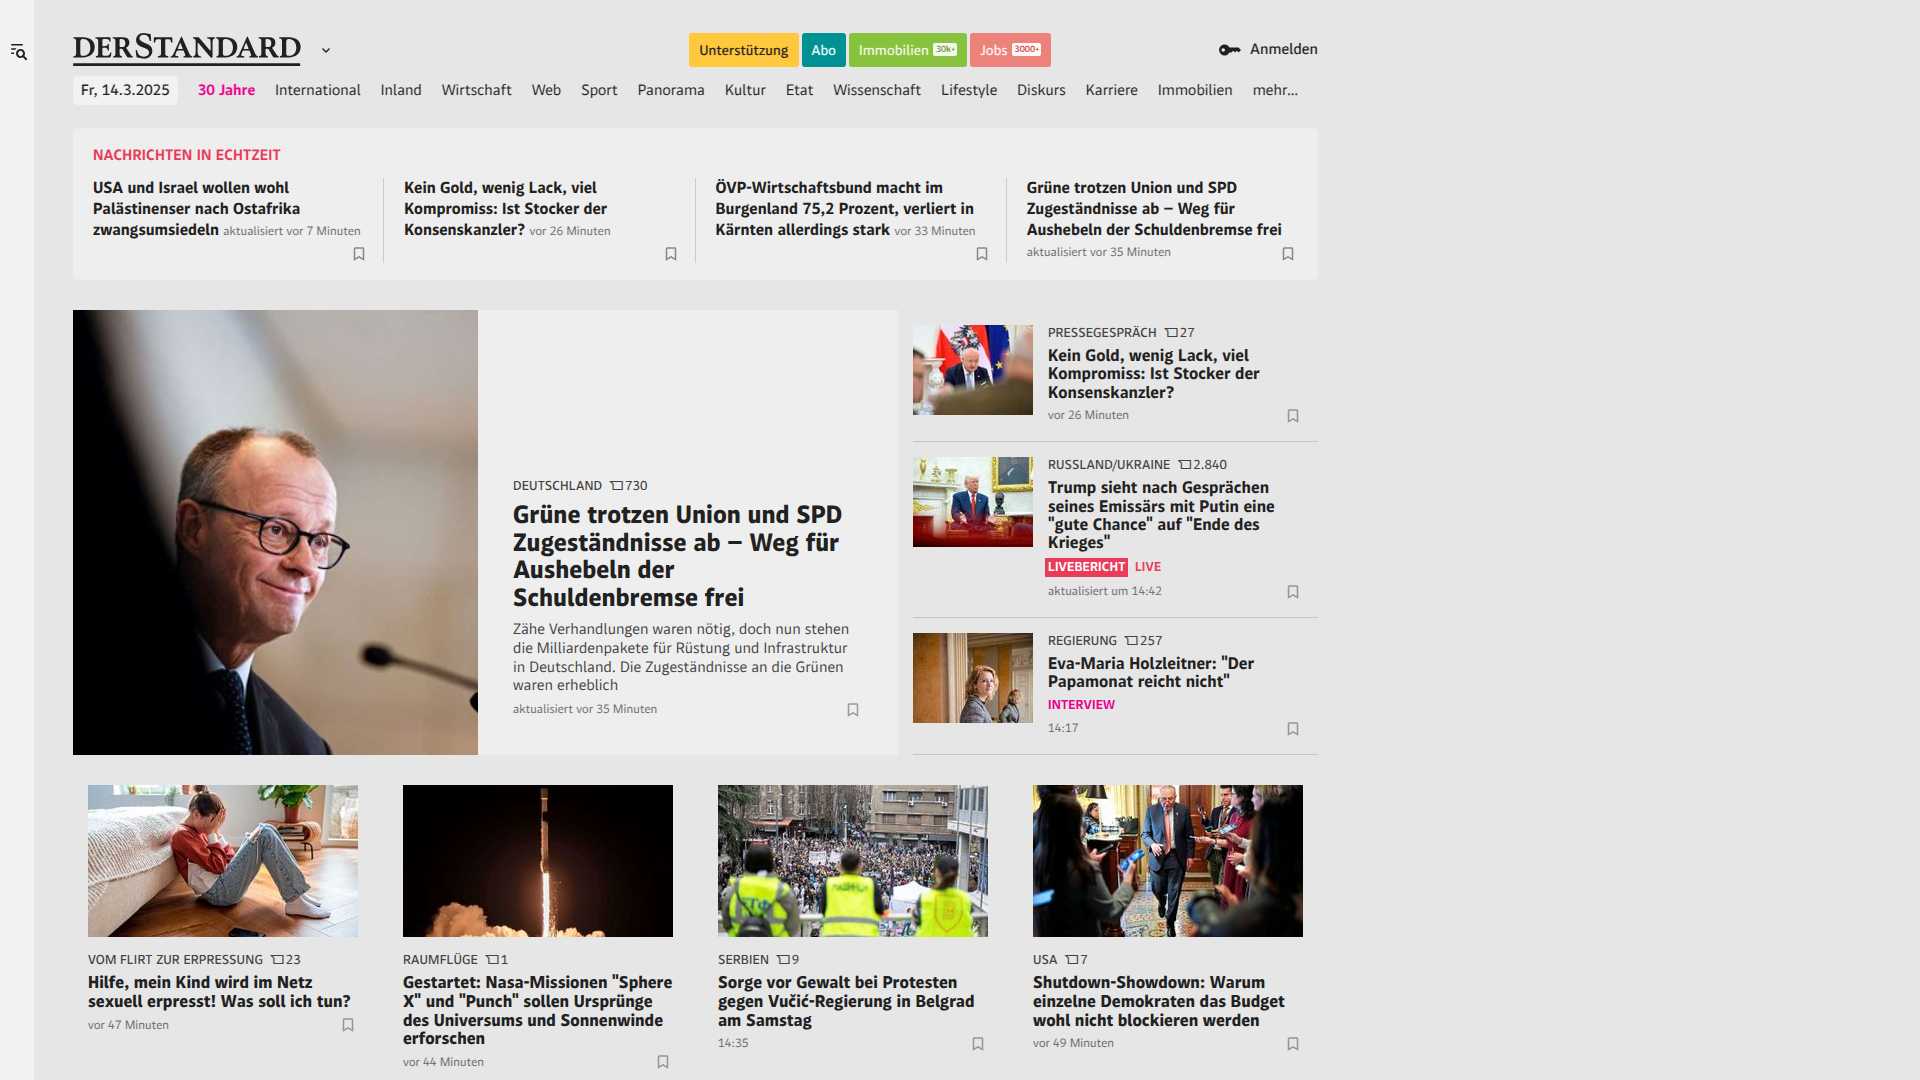 DERSTANDARD
Unterstützung
Abo
Immobilien 30k+
Jobs 3000+
Anmelden
Fr, 14.3.2025
30 Jahre
International
Inland
Wirtschaft
Web
Sport
Panorama
Kultur
Etat
Wissenschaft
Lifestyle
Diskurs
Karriere
Immobilien
mehr...
NACHRICHTEN IN ECHTZEIT
USA und Israel wollen wohl
Palästinenser nach Ostafrika
zwangsumsiedeln aktualisiert vor 7 Minuten
Kein Gold, wenig Lack, viel
Kompromiss: Ist Stocker der
Konsenskanzler? vor 26 Minuten
ÖVP-Wirtschaftsbund macht im
Burgenland 75,2 Prozent, verliert in
Kärnten allerdings stark vor 33 Minuten
Grüne trotzen Union und SPD
Zugeständnisse ab – Weg für
Aushebeln der Schuldenbremse frei
aktualisiert vor 35 Minuten
DEUTSCHLAND 730
Grüne trotzen Union und SPD
Zugeständnisse ab – Weg für
Aushebeln der
Schuldenbremse frei
Zähe Verhandlungen waren nötig, doch nun stehen
die Milliardenpakete für Rüstung und Infrastruktur
in Deutschland. Die Zugeständnisse an die Grünen
waren erheblich
aktualisiert vor 35 Minuten
PRESSEGESPRÄCH 27
Kein Gold, wenig Lack, viel
Kompromiss: Ist Stocker der
Konsenskanzler?
vor 26 Minuten
RUSSLAND/UKRAINE 2.840
Trump sieht nach Gesprächen
seines Emissärs mit Putin eine
"gute Chance" auf "Ende des
Krieges"
LIVEBERICHT LIVE
aktualisiert um 14:42
REGIERUNG 257
Eva-Maria Holzleitner: "Der
Papamonat reicht nicht"
INTERVIEW
14:17
VOM FLIRT ZUR ERPRESSUNG 23
Hilfe, mein Kind wird im Netz
sexuell erpresst! Was soll ich tun?
vor 47 Minuten
RAUMFLÜGE 1
Gestartet: Nasa-Missionen "Sphere
X" und "Punch" sollen Ursprünge
des Universums und Sonnenwinde
erforschen
vor 44 Minuten
SERBIEN 9
Sorge vor Gewalt bei Protesten
gegen Vučić-Regierung in Belgrad
am Samstag
14:35
USA 7
Shutdown-Showdown: Warum
einzelne Demokraten das Budget
wohl nicht blockieren werden
vor 49 Minuten